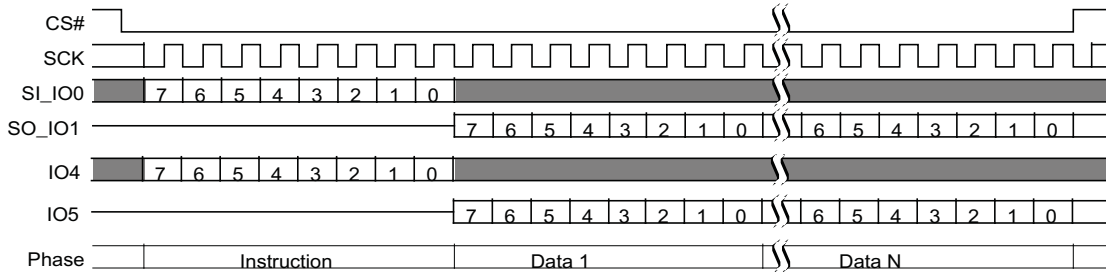 CS#
SCK
SI_IO0 7 6 5 4 3 2 1 0
SO_IO1 7 6 5 4 3 2 1 0 6 5 4 3 2 1 0
IO4 7 6 5 4 3 2 1 0
IO5 7 6 5 4 3 2 1 0 6 5 4 3 2 1 0
Phase Instruction Data 1 Data N